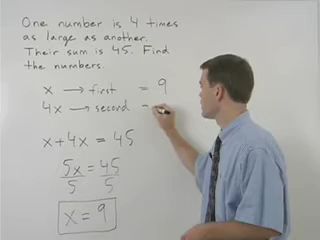 One number is 4 times
as large as another.
Their sum is 45. Find
the numbers.
x → first = 9
4x → second =
x + 4x = 45
5x = 45
5 5
x = 9